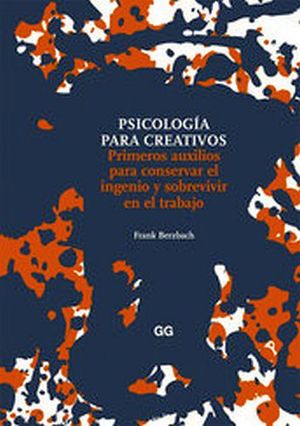 PSICOLOGÍA
PARA CREATIVOS
Primeros auxilios
para conservar el
ingenio y sobrevivir
en el trabajo
Frank Berzbach
GG